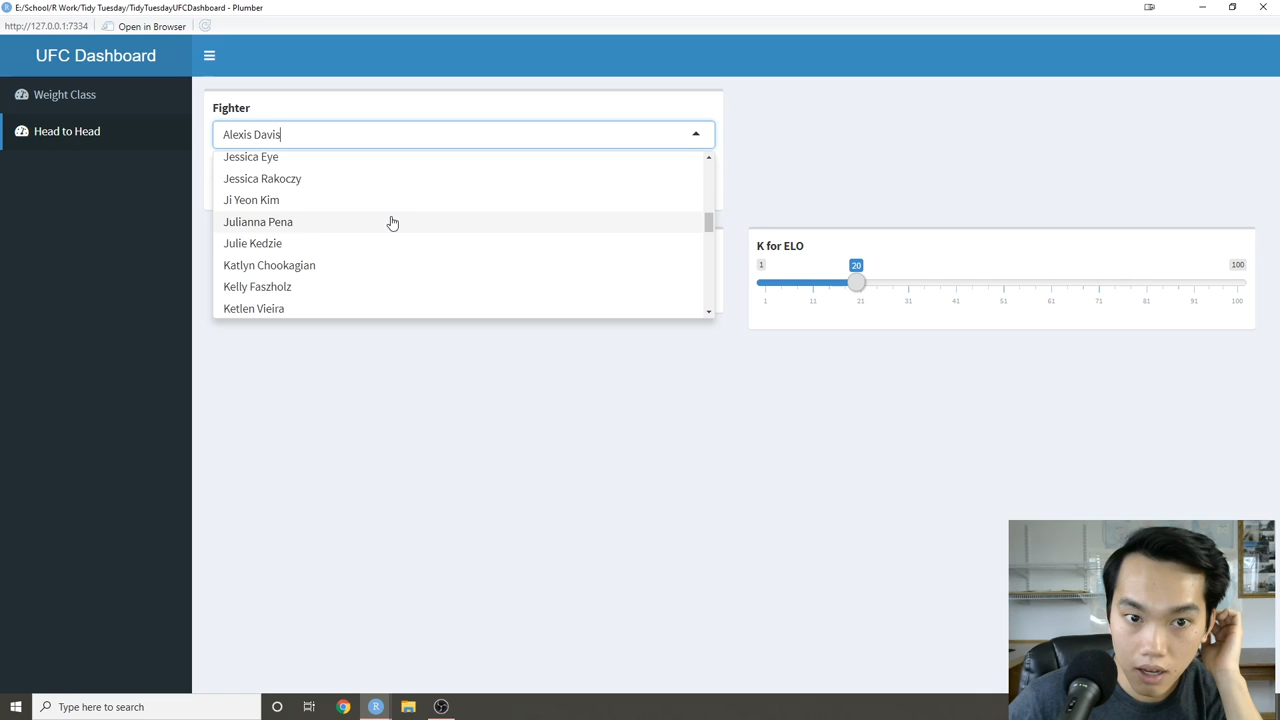 E:/School/R Work/Tidy Tuesday/TidyTuesdayUFCDashboard - Plumber
http://127.0.0.1:7334
Open in Browser
UFC Dashboard
Weight Class
Head to Head
Fighter
Alexis Davis
Jessica Eye
Jessica Rakoczy
Ji Yeon Kim
Julianna Pena
Julie Kedzie
Katlyn Chookagian
Kelly Faszholz
Ketlen Vieira
K for ELO
1 20 100
1 11 21 31 41 51 61 71 81 91 100
Type here to search